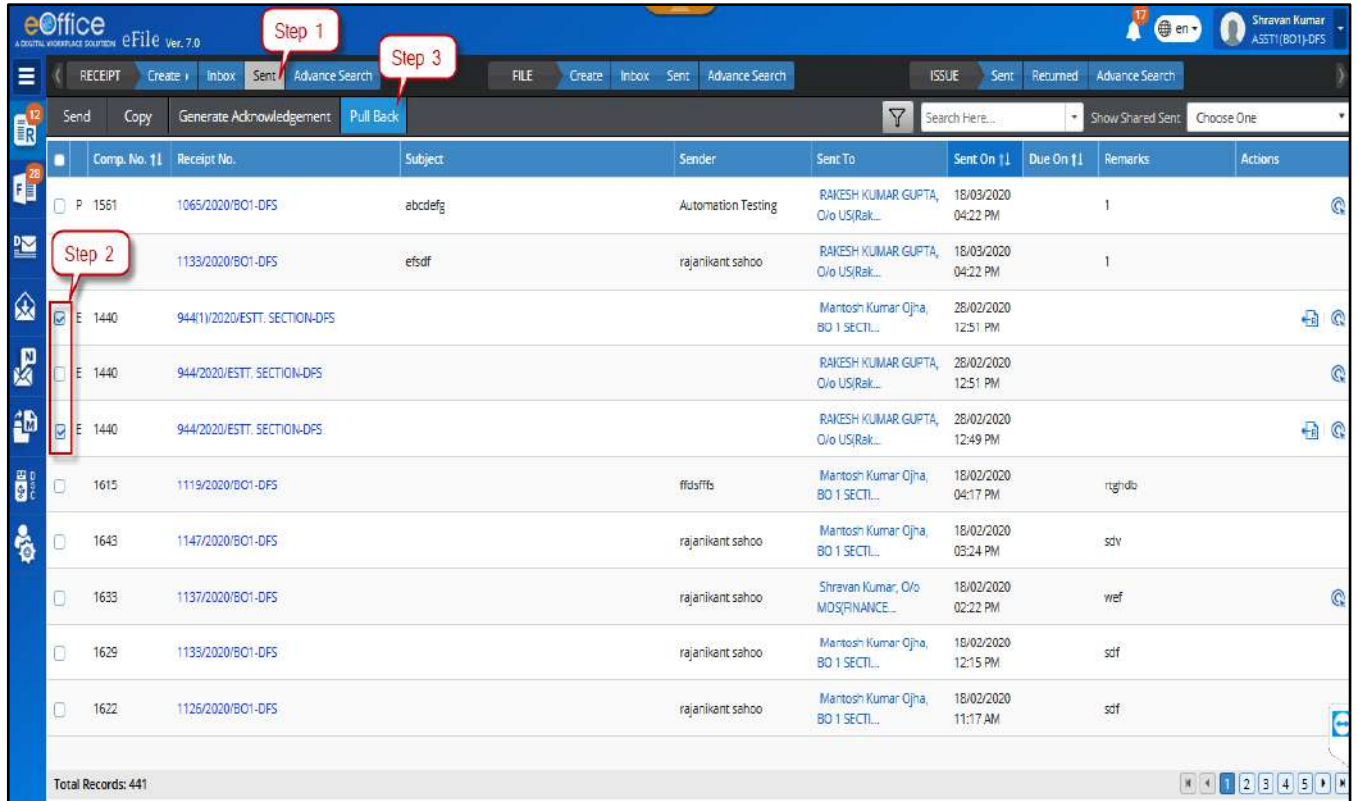 eOffice
A DIGITAL WORKPLACE SOLUTION eFile Ver. 7.0
Step 1
17
en
Shravan Kumar
ASST1(BO1)-DFS
RECEIPT Create Inbox Sent Advance Search
Step 3
FILE Create Inbox Sent Advance Search
ISSUE Sent Returned Advance Search
12
R
Send Copy Generate Acknowledgement Pull Back
Search Here...
Show Shared Sent Choose One
Comp. No. Receipt No. Subject Sender Sent To Sent On Due On Remarks Actions
28
F
P 1561 1065/2020/BO1-DFS abcdefg Automation Testing RAKESH KUMAR GUPTA, 18/03/2020 1
O/o US(Rak... 04:22 PM
D
Step 2
1133/2020/BO1-DFS efsdf rajanikant sahoo RAKESH KUMAR GUPTA, 18/03/2020 1
O/o US(Rak... 04:22 PM
E 1440 944(1)/2020/ESTT. SECTION-DFS Mantosh Kumar Ojha, 28/02/2020
BO 1 SECTI... 12:51 PM
N
E 1440 944/2020/ESTT. SECTION-DFS RAKESH KUMAR GUPTA, 28/02/2020
O/o US(Rak... 12:51 PM
M
E 1440 944/2020/ESTT. SECTION-DFS RAKESH KUMAR GUPTA, 28/02/2020
O/o US(Rak... 12:49 PM
DSC
1615 1119/2020/BO1-DFS ffdsfffs Mantosh Kumar Ojha, 18/02/2020 rtghdb
BO 1 SECTI... 04:17 PM
1643 1147/2020/BO1-DFS rajanikant sahoo Mantosh Kumar Ojha, 18/02/2020 sdv
BO 1 SECTI... 03:24 PM
1633 1137/2020/BO1-DFS rajanikant sahoo Shravan Kumar, O/o 18/02/2020 wef
MOS(FINANCE... 02:22 PM
1629 1133/2020/BO1-DFS rajanikant sahoo Mantosh Kumar Ojha, 18/02/2020 sdf
BO 1 SECTI... 12:15 PM
1622 1126/2020/BO1-DFS rajanikant sahoo Mantosh Kumar Ojha, 18/02/2020 sdf
BO 1 SECTI... 11:17 AM
Total Records: 441
1 2 3 4 5